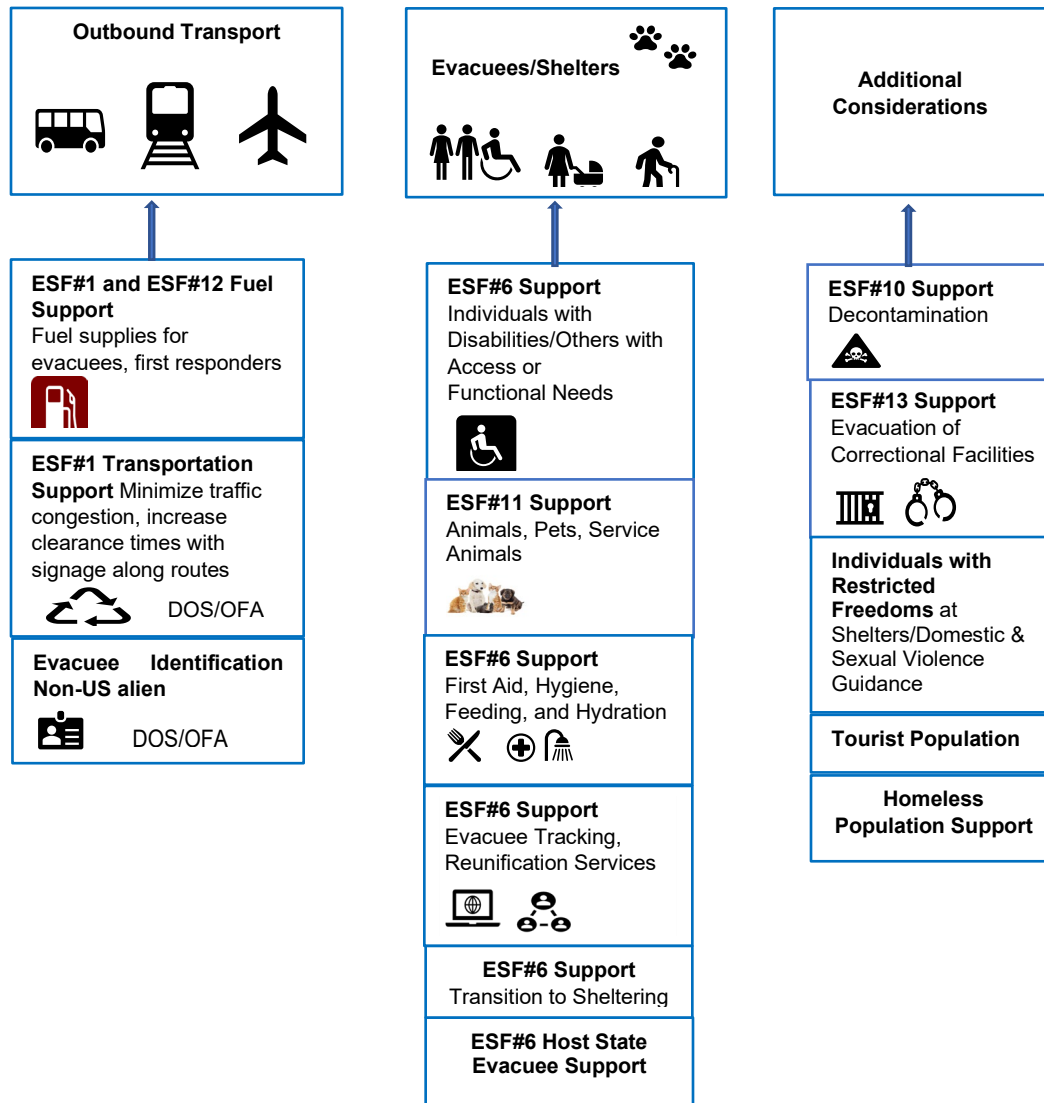 Outbound Transport
ESF#1 and ESF#12 Fuel
Support
Fuel supplies for
evacuees, first responders
ESF#1 Transportation
Support Minimize traffic
congestion, increase
clearance times with
signage along routes
DOS/OFA
Evacuee Identification
Non-US alien
DOS/OFA
Evacuees/Shelters
ESF#6 Support
Individuals with
Disabilities/Others with
Access or
Functional Needs
ESF#11 Support
Animals, Pets, Service
Animals
ESF#6 Support
First Aid, Hygiene,
Feeding, and Hydration
ESF#6 Support
Evacuee Tracking,
Reunification Services
ESF#6 Support
Transition to Sheltering
ESF#6 Host State
Evacuee Support
Additional
Considerations
ESF#10 Support
Decontamination
ESF#13 Support
Evacuation of
Correctional Facilities
Individuals with
Restricted
Freedoms at
Shelters/Domestic &
Sexual Violence
Guidance
Tourist Population
Homeless
Population Support